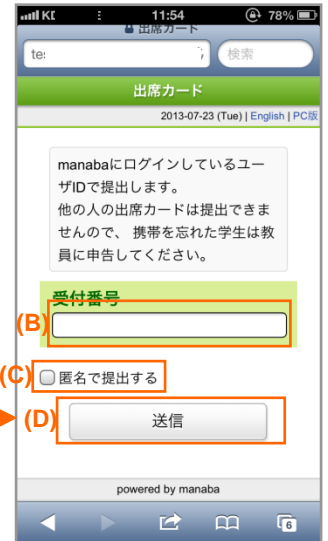 11:54
78%
出席カード
検索
出席カード
2013-07-23 (Tue) | English | PC版
manabaにログインしているユー
ザIDで提出します。
他の人の出席カードは提出できま
せんので、 携帯を忘れた学生は教
員に申告してください。
受付番号
(B)
(C) 匿名で提出する
(D) 送信
powered by manaba
6